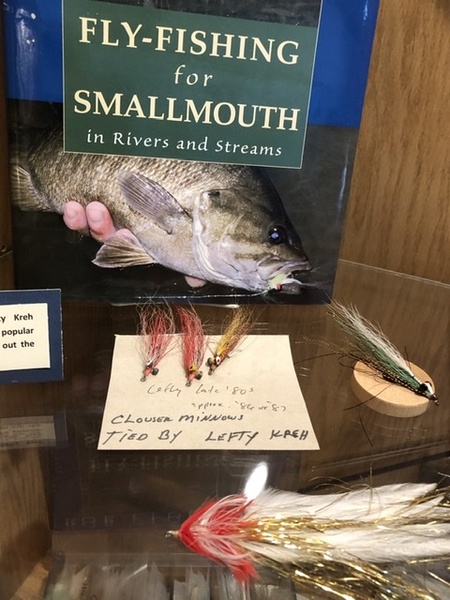 FLY-FISHING
for
SMALLMOUTH
in Rivers and Streams
Kreh
popular
out the
Lefty late '80s
approx. '86 or '87
CLOUSER MINNOWS
TIED BY LEFTY KREH